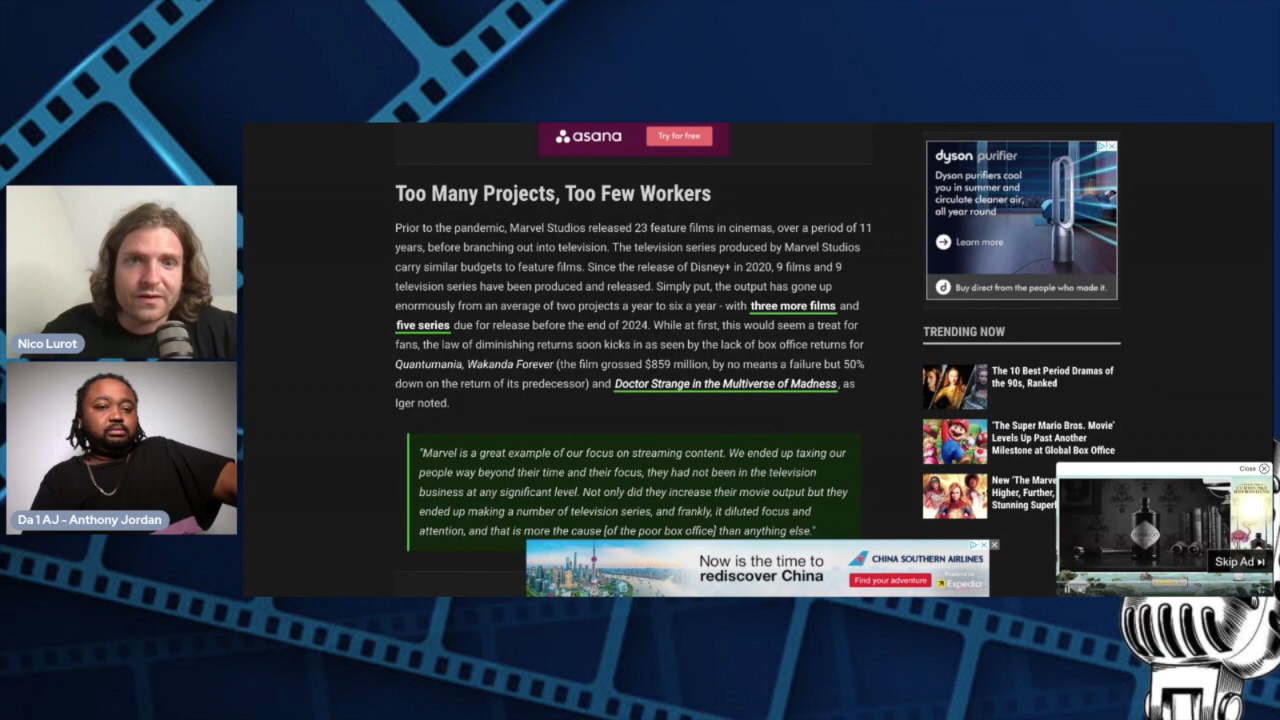 asana
Try for free
Too Many Projects, Too Few Workers
Prior to the pandemic, Marvel Studios released 23 feature films in cinemas, over a period of 11
years, before branching out into television. The television series produced by Marvel Studios
carry similar budgets to feature films. Since the release of Disney+ in 2020, 9 films and 9
television series have been produced and released. Simply put, the output has gone up
enormously from an average of two projects a year to six a year - with three more films and
five series due for release before the end of 2024. While at first, this would seem a treat for
fans, the law of diminishing returns soon kicks in as seen by the lack of box office returns for
Quantumania, Wakanda Forever (the film grossed $859 million, by no means a failure but 50%
down on the return of its predecessor) and Doctor Strange in the Multiverse of Madness, as
Iger noted.
"Marvel is a great example of our focus on streaming content. We ended up taxing our
people way beyond their time and their focus, they had not been in the television
business at any significant level. Not only did they increase their movie output but they
ended up making a number of television series, and frankly, it diluted focus and
attention, and that is more the cause [of the poor box office] than anything else."
dyson purifier
Dyson purifiers cool
you in summer and
circulate cleaner air,
all year round
Learn more
Buy direct from the people who made it.
TRENDING NOW
The 10 Best Period Dramas of
the 90s, Ranked
'The Super Mario Bros. Movie'
Levels Up Past Another
Milestone at Global Box Office
New 'The Marve
Higher, Further,
Stunning Superl
Close
Skip Ad
Now is the time to
rediscover China
CHINA SOUTHERN AIRLINES
Find your adventure
Powered by
Expedia
Nico Lurot
Da 1 AJ - Anthony Jordan